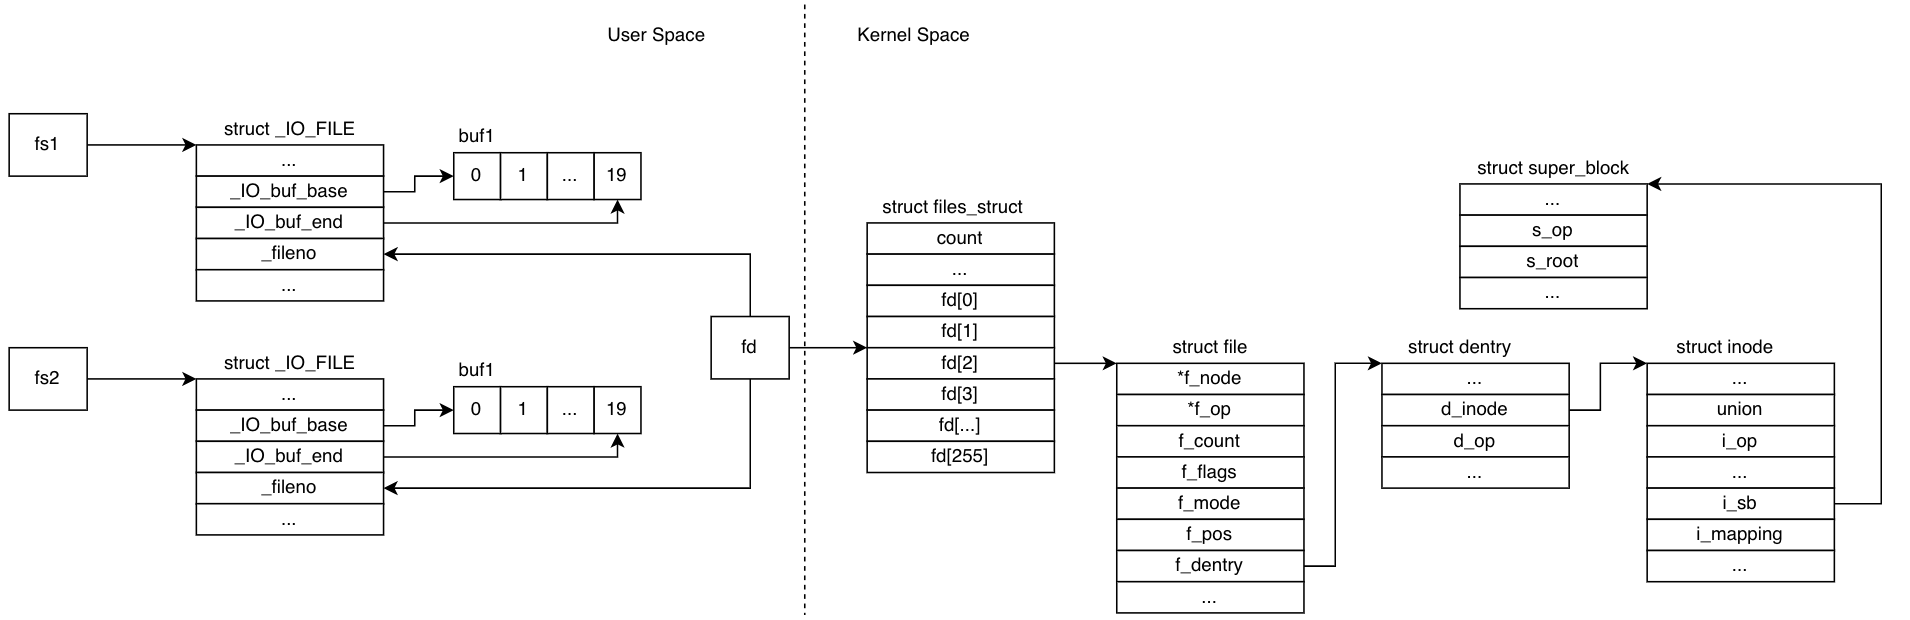 User Space
Kernel Space
fs1
struct _IO_FILE
...
_IO_buf_base
_IO_buf_end
_fileno
...
buf1
0 1 ... 19
fs2
struct _IO_FILE
...
_IO_buf_base
_IO_buf_end
_fileno
...
buf1
0 1 ... 19
fd
struct files_struct
count
...
fd[0]
fd[1]
fd[2]
fd[3]
fd[...]
fd[255]
struct file
*f_node
*f_op
f_count
f_flags
f_mode
f_pos
f_dentry
...
struct dentry
...
d_inode
d_op
...
struct super_block
...
s_op
s_root
...
struct inode
...
union
i_op
...
i_sb
i_mapping
...